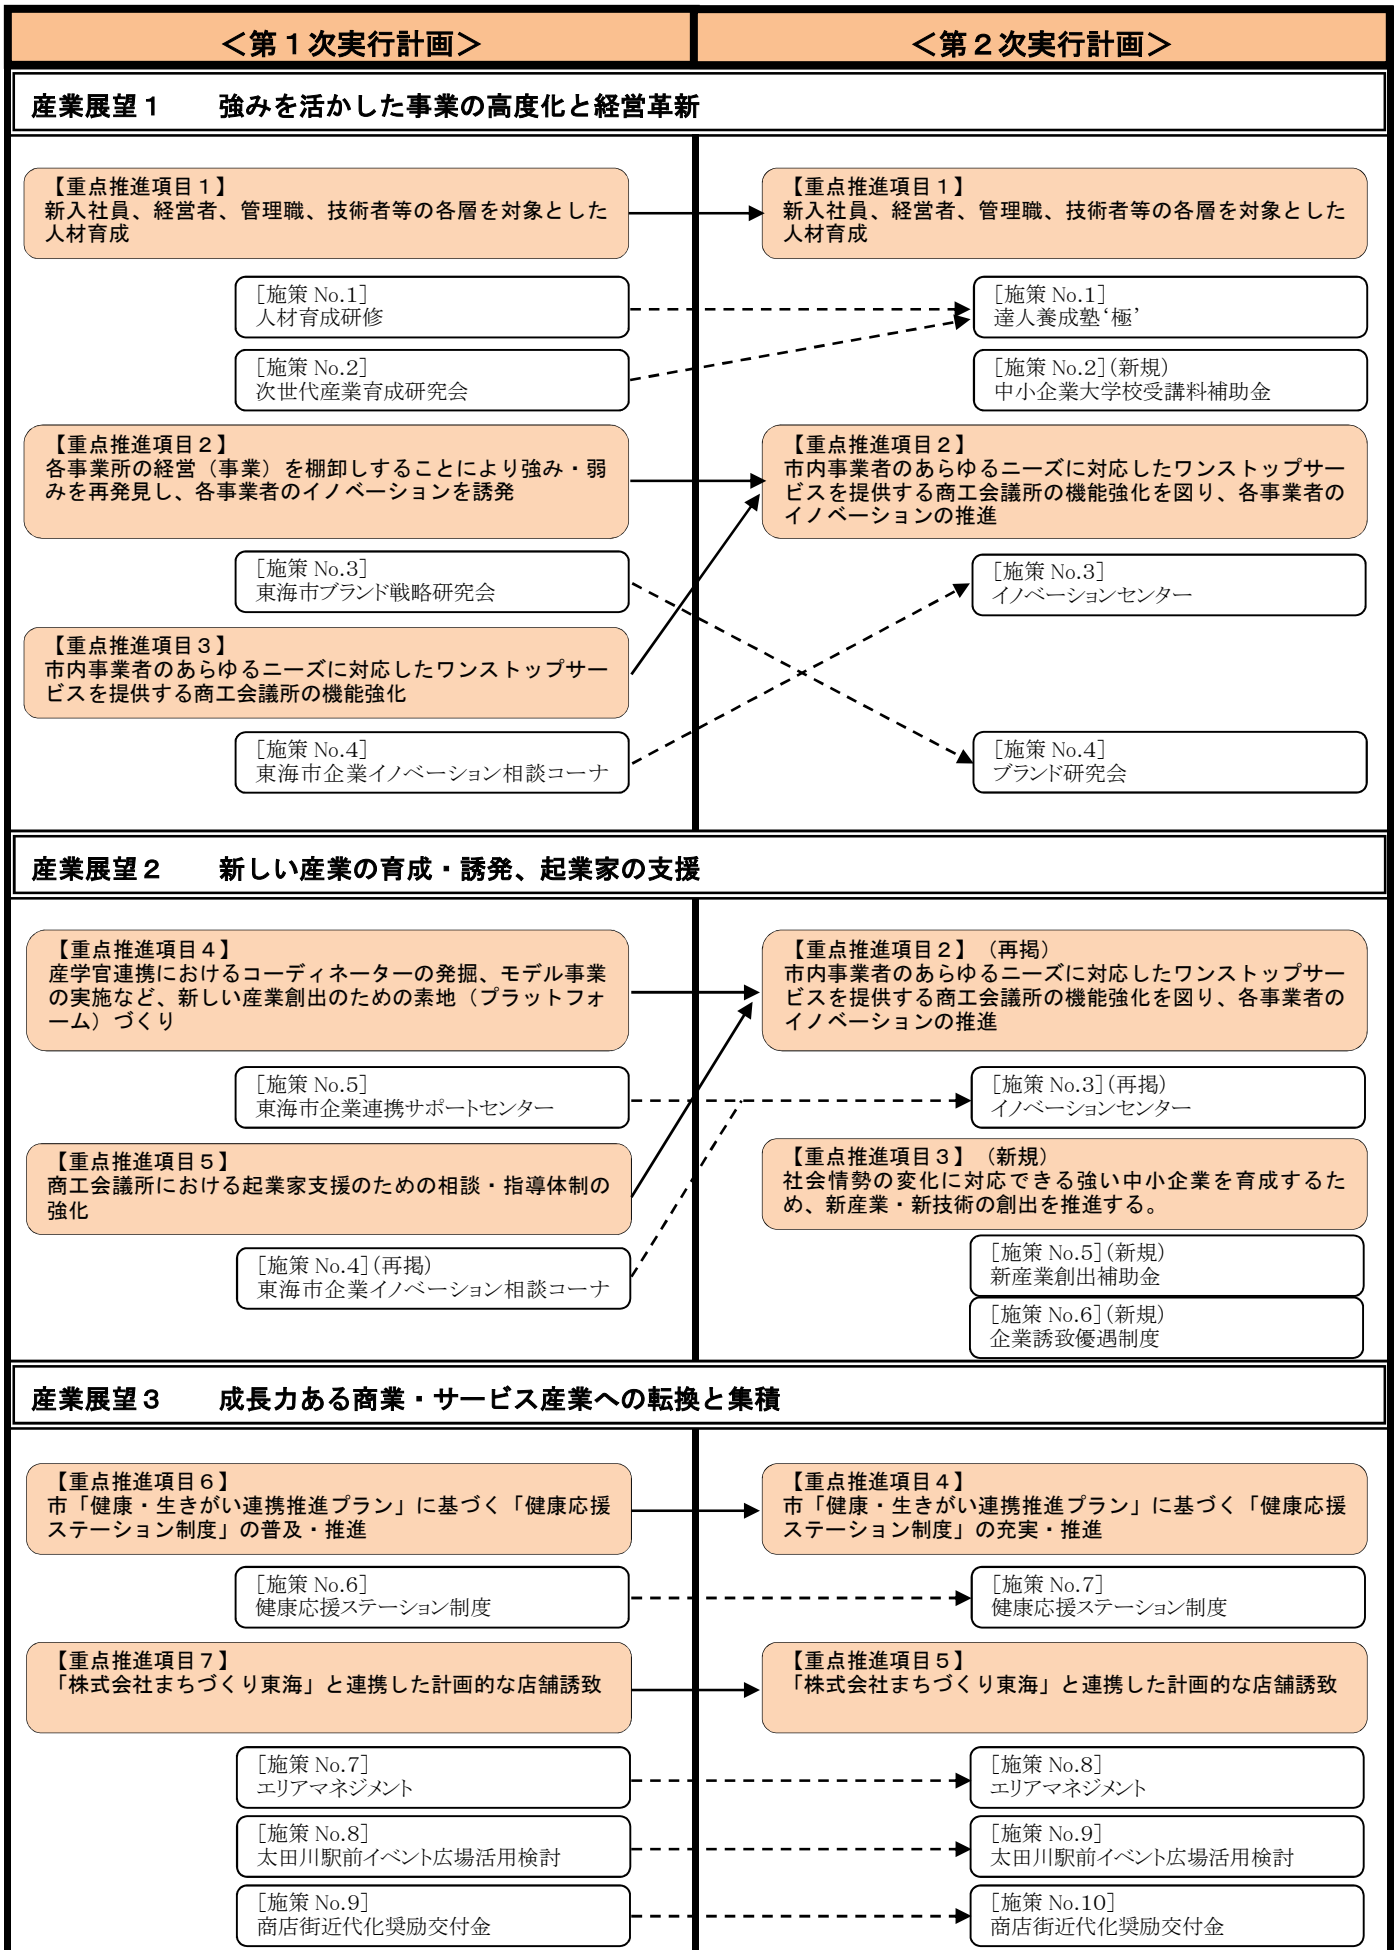 ＜第１次実行計画＞
＜第２次実行計画＞
産業展望１　強みを活かした事業の高度化と経営革新
【重点推進項目１】
新入社員、経営者、管理職、技術者等の各層を対象とした
人材育成
[施策 No.1]
人材育成研修
[施策 No.2]
次世代産業育成研究会
【重点推進項目２】
各事業所の経営（事業）を棚卸しすることにより強み・弱
みを再発見し、各事業者のイノベーションを誘発
[施策 No.3]
東海市ブランド戦略研究会
【重点推進項目３】
市内事業者のあらゆるニーズに対応したワンストップサー
ビスを提供する商工会議所の機能強化
[施策 No.4]
東海市企業イノベーション相談コーナ
【重点推進項目１】
新入社員、経営者、管理職、技術者等の各層を対象とした
人材育成
[施策 No.1]
達人養成塾‘極’
[施策 No.2](新規)
中小企業大学校受講料補助金
【重点推進項目２】
市内事業者のあらゆるニーズに対応したワンストップサー
ビスを提供する商工会議所の機能強化を図り、各事業者の
イノベーションの推進
[施策 No.3]
イノベーションセンター
[施策 No.4]
ブランド研究会
産業展望２　新しい産業の育成・誘発、起業家の支援
【重点推進項目４】
産学官連携におけるコーディネーターの発掘、モデル事業
の実施など、新しい産業創出のための素地（プラットフォ
ーム）づくり
[施策 No.5]
東海市企業連携サポートセンター
【重点推進項目５】
商工会議所における起業家支援のための相談・指導体制の
強化
[施策 No.4](再掲)
東海市企業イノベーション相談コーナ
【重点推進項目２】（再掲）
市内事業者のあらゆるニーズに対応したワンストップサー
ビスを提供する商工会議所の機能強化を図り、各事業者の
イノベーションの推進
[施策 No.3](再掲)
イノベーションセンター
【重点推進項目３】（新規）
社会情勢の変化に対応できる強い中小企業を育成するた
め、新産業・新技術の創出を推進する。
[施策 No.5](新規)
新産業創出補助金
[施策 No.6](新規)
企業誘致優遇制度
産業展望３　成長力ある商業・サービス産業への転換と集積
【重点推進項目６】
市「健康・生きがい連携推進プラン」に基づく「健康応援
ステーション制度」の普及・推進
[施策 No.6]
健康応援ステーション制度
【重点推進項目７】
「株式会社まちづくり東海」と連携した計画的な店舗誘致
[施策 No.7]
エリアマネジメント
[施策 No.8]
太田川駅前イベント広場活用検討
[施策 No.9]
商店街近代化奨励交付金
【重点推進項目４】
市「健康・生きがい連携推進プラン」に基づく「健康応援
ステーション制度」の充実・推進
[施策 No.7]
健康応援ステーション制度
【重点推進項目５】
「株式会社まちづくり東海」と連携した計画的な店舗誘致
[施策 No.8]
エリアマネジメント
[施策 No.9]
太田川駅前イベント広場活用検討
[施策 No.10]
商店街近代化奨励交付金